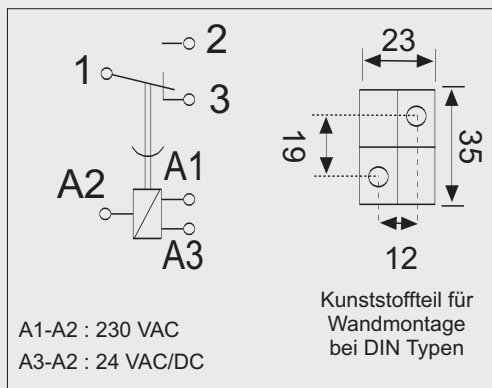 2
1
3
A1
A2
A3
A1-A2 : 230 VAC
A3-A2 : 24 VAC/DC
23
19
35
12
Kunststoffteil für
Wandmontage
bei DIN Typen